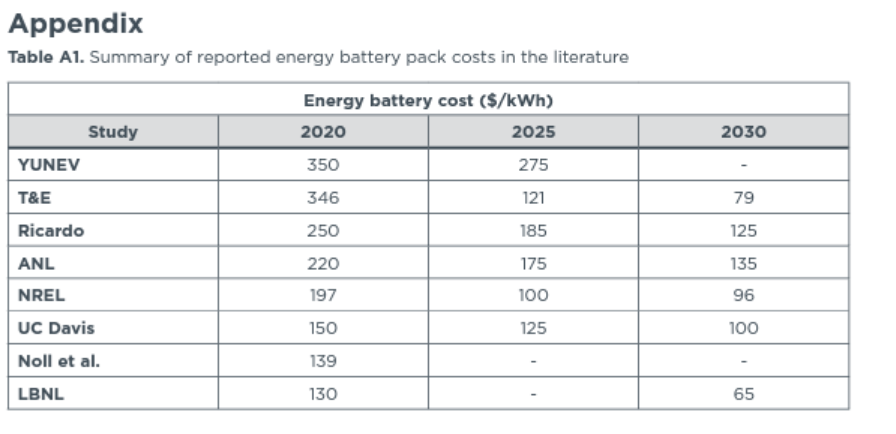 Appendix
Table A1. Summary of reported energy battery pack costs in the literature
Energy battery cost ($/kWh)
Study 2020 2025 2030
YUNEV 350 275 -
T&E 346 121 79
Ricardo 250 185 125
ANL 220 175 135
NREL 197 100 96
UC Davis 150 125 100
Noll et al. 139 - -
LBNL 130 - 65